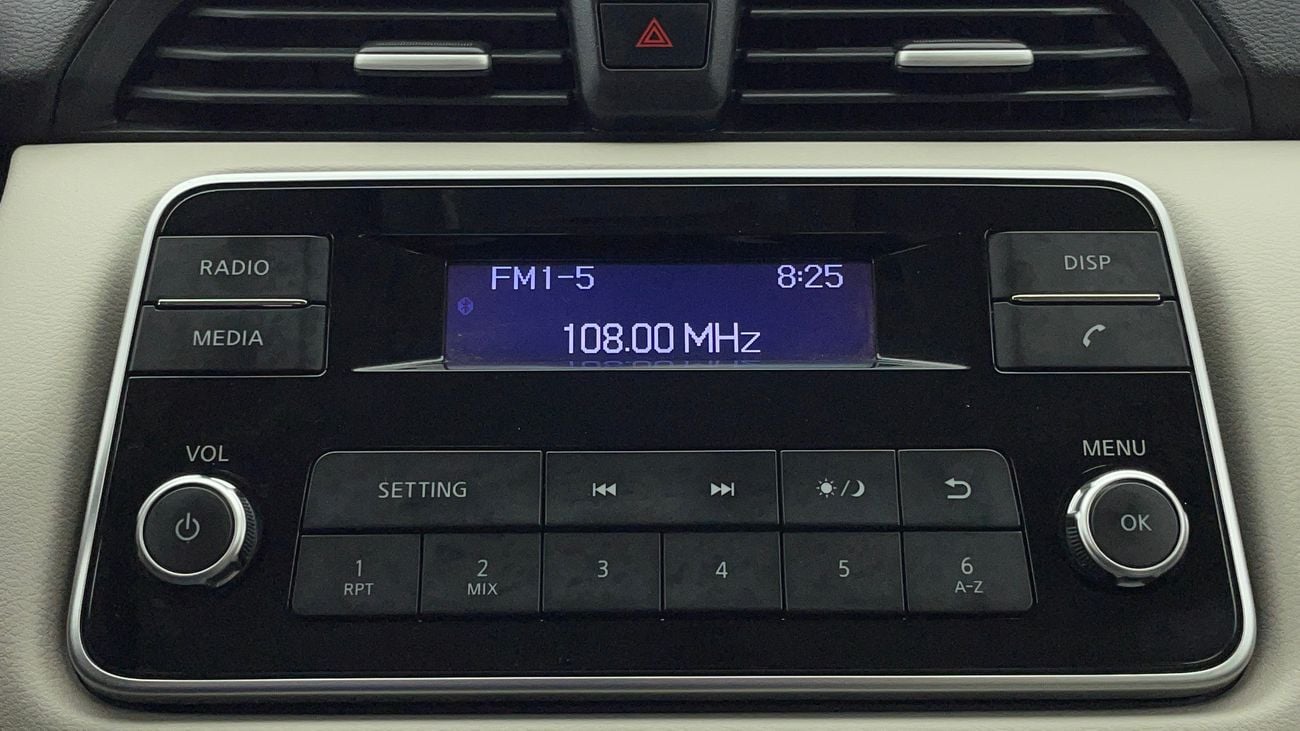 RADIO
MEDIA
FM1-5 8:25
108.00 MHz
DISP
VOL
MENU
SETTING
OK
1 2 3 4 5 6
RPT MIX A-Z